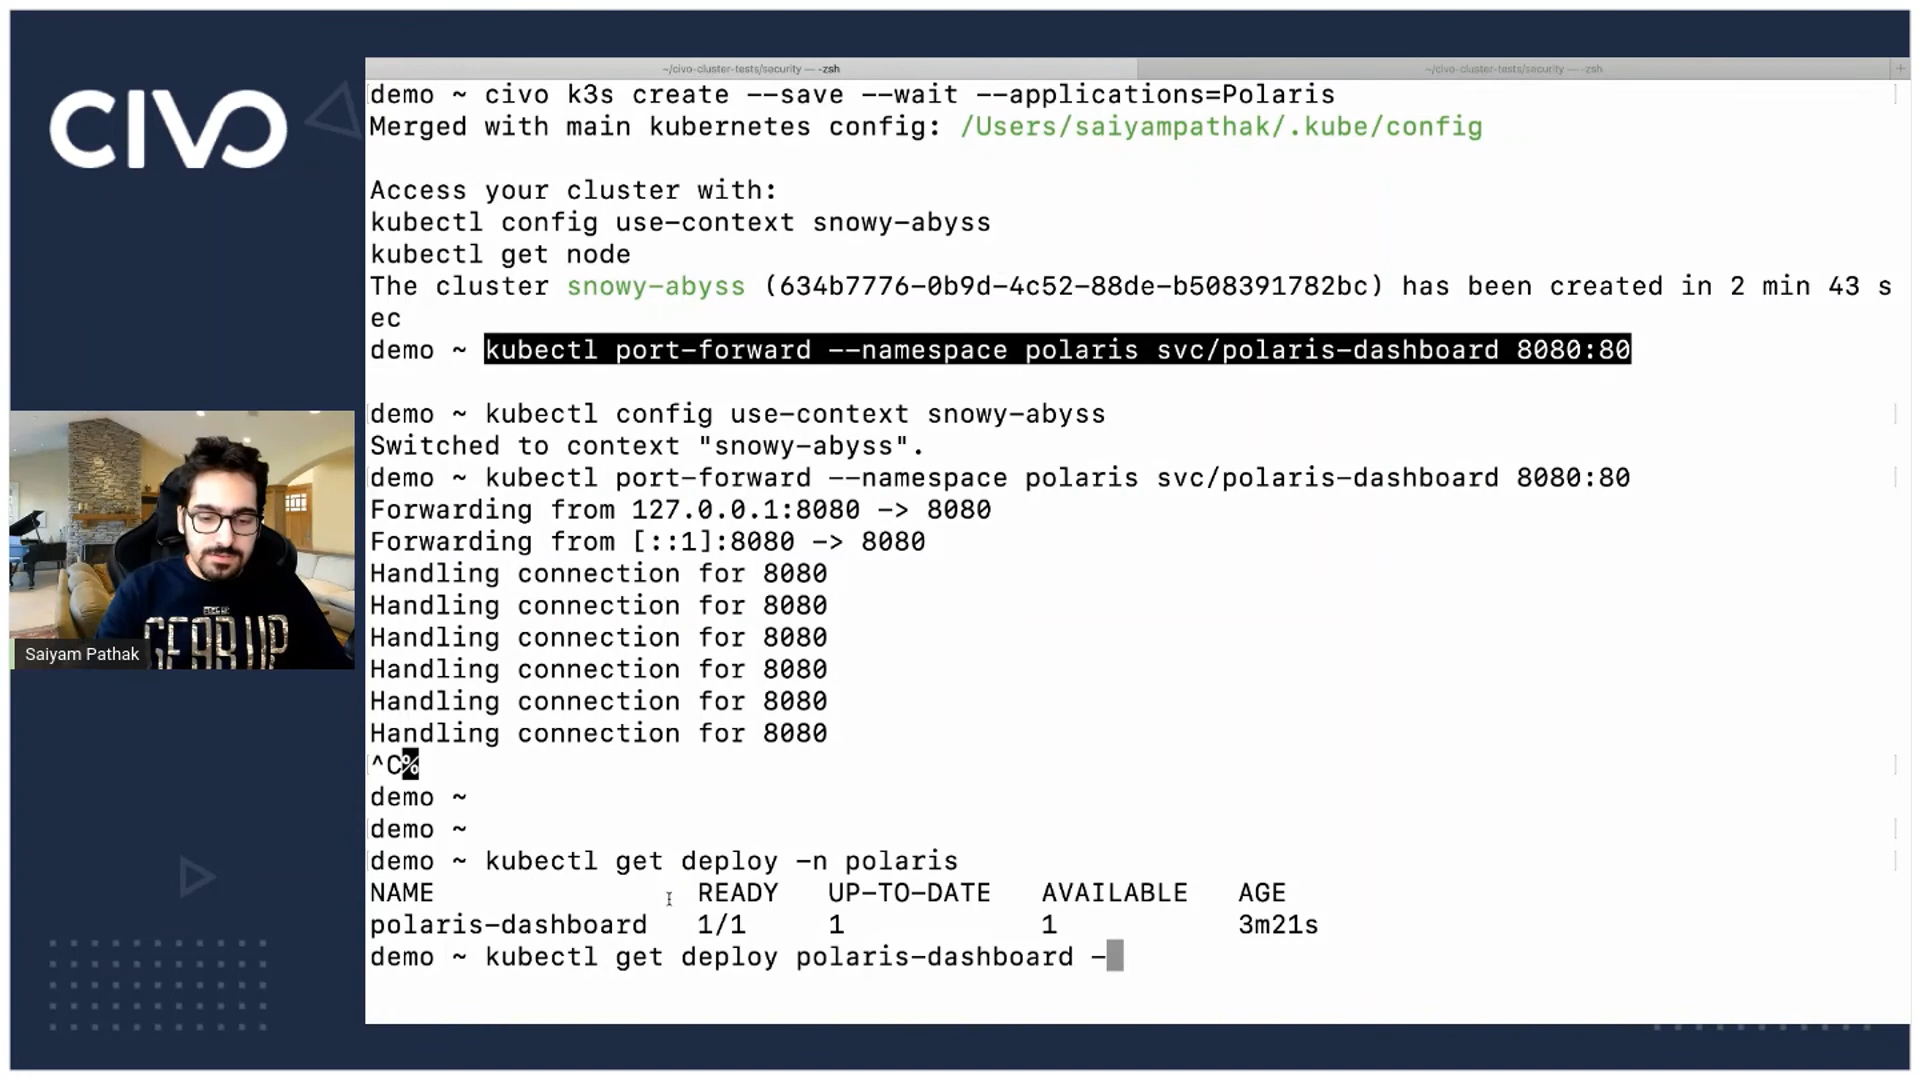 CIVO
~/civo-cluster-tests/security — -zsh
~/civo-cluster-tests/security — -zsh
+
demo ~ civo k3s create --save --wait --applications=Polaris
Merged with main kubernetes config: /Users/saiyampathak/.kube/config
Access your cluster with:
kubectl config use-context snowy-abyss
kubectl get node
The cluster snowy-abyss (634b7776-0b9d-4c52-88de-b508391782bc) has been created in 2 min 43 s
ec
demo ~ kubectl port-forward --namespace polaris svc/polaris-dashboard 8080:80
demo ~ kubectl config use-context snowy-abyss
Switched to context "snowy-abyss".
demo ~ kubectl port-forward --namespace polaris svc/polaris-dashboard 8080:80
Forwarding from 127.0.0.1:8080 -> 8080
Forwarding from [::1]:8080 -> 8080
Handling connection for 8080
Handling connection for 8080
Handling connection for 8080
Handling connection for 8080
Handling connection for 8080
Handling connection for 8080
^C%
demo ~
demo ~
demo ~ kubectl get deploy -n polaris
NAME READY UP-TO-DATE AVAILABLE AGE
polaris-dashboard 1/1 1 1 3m21s
demo ~ kubectl get deploy polaris-dashboard -
GEAR UP
Saiyam Pathak